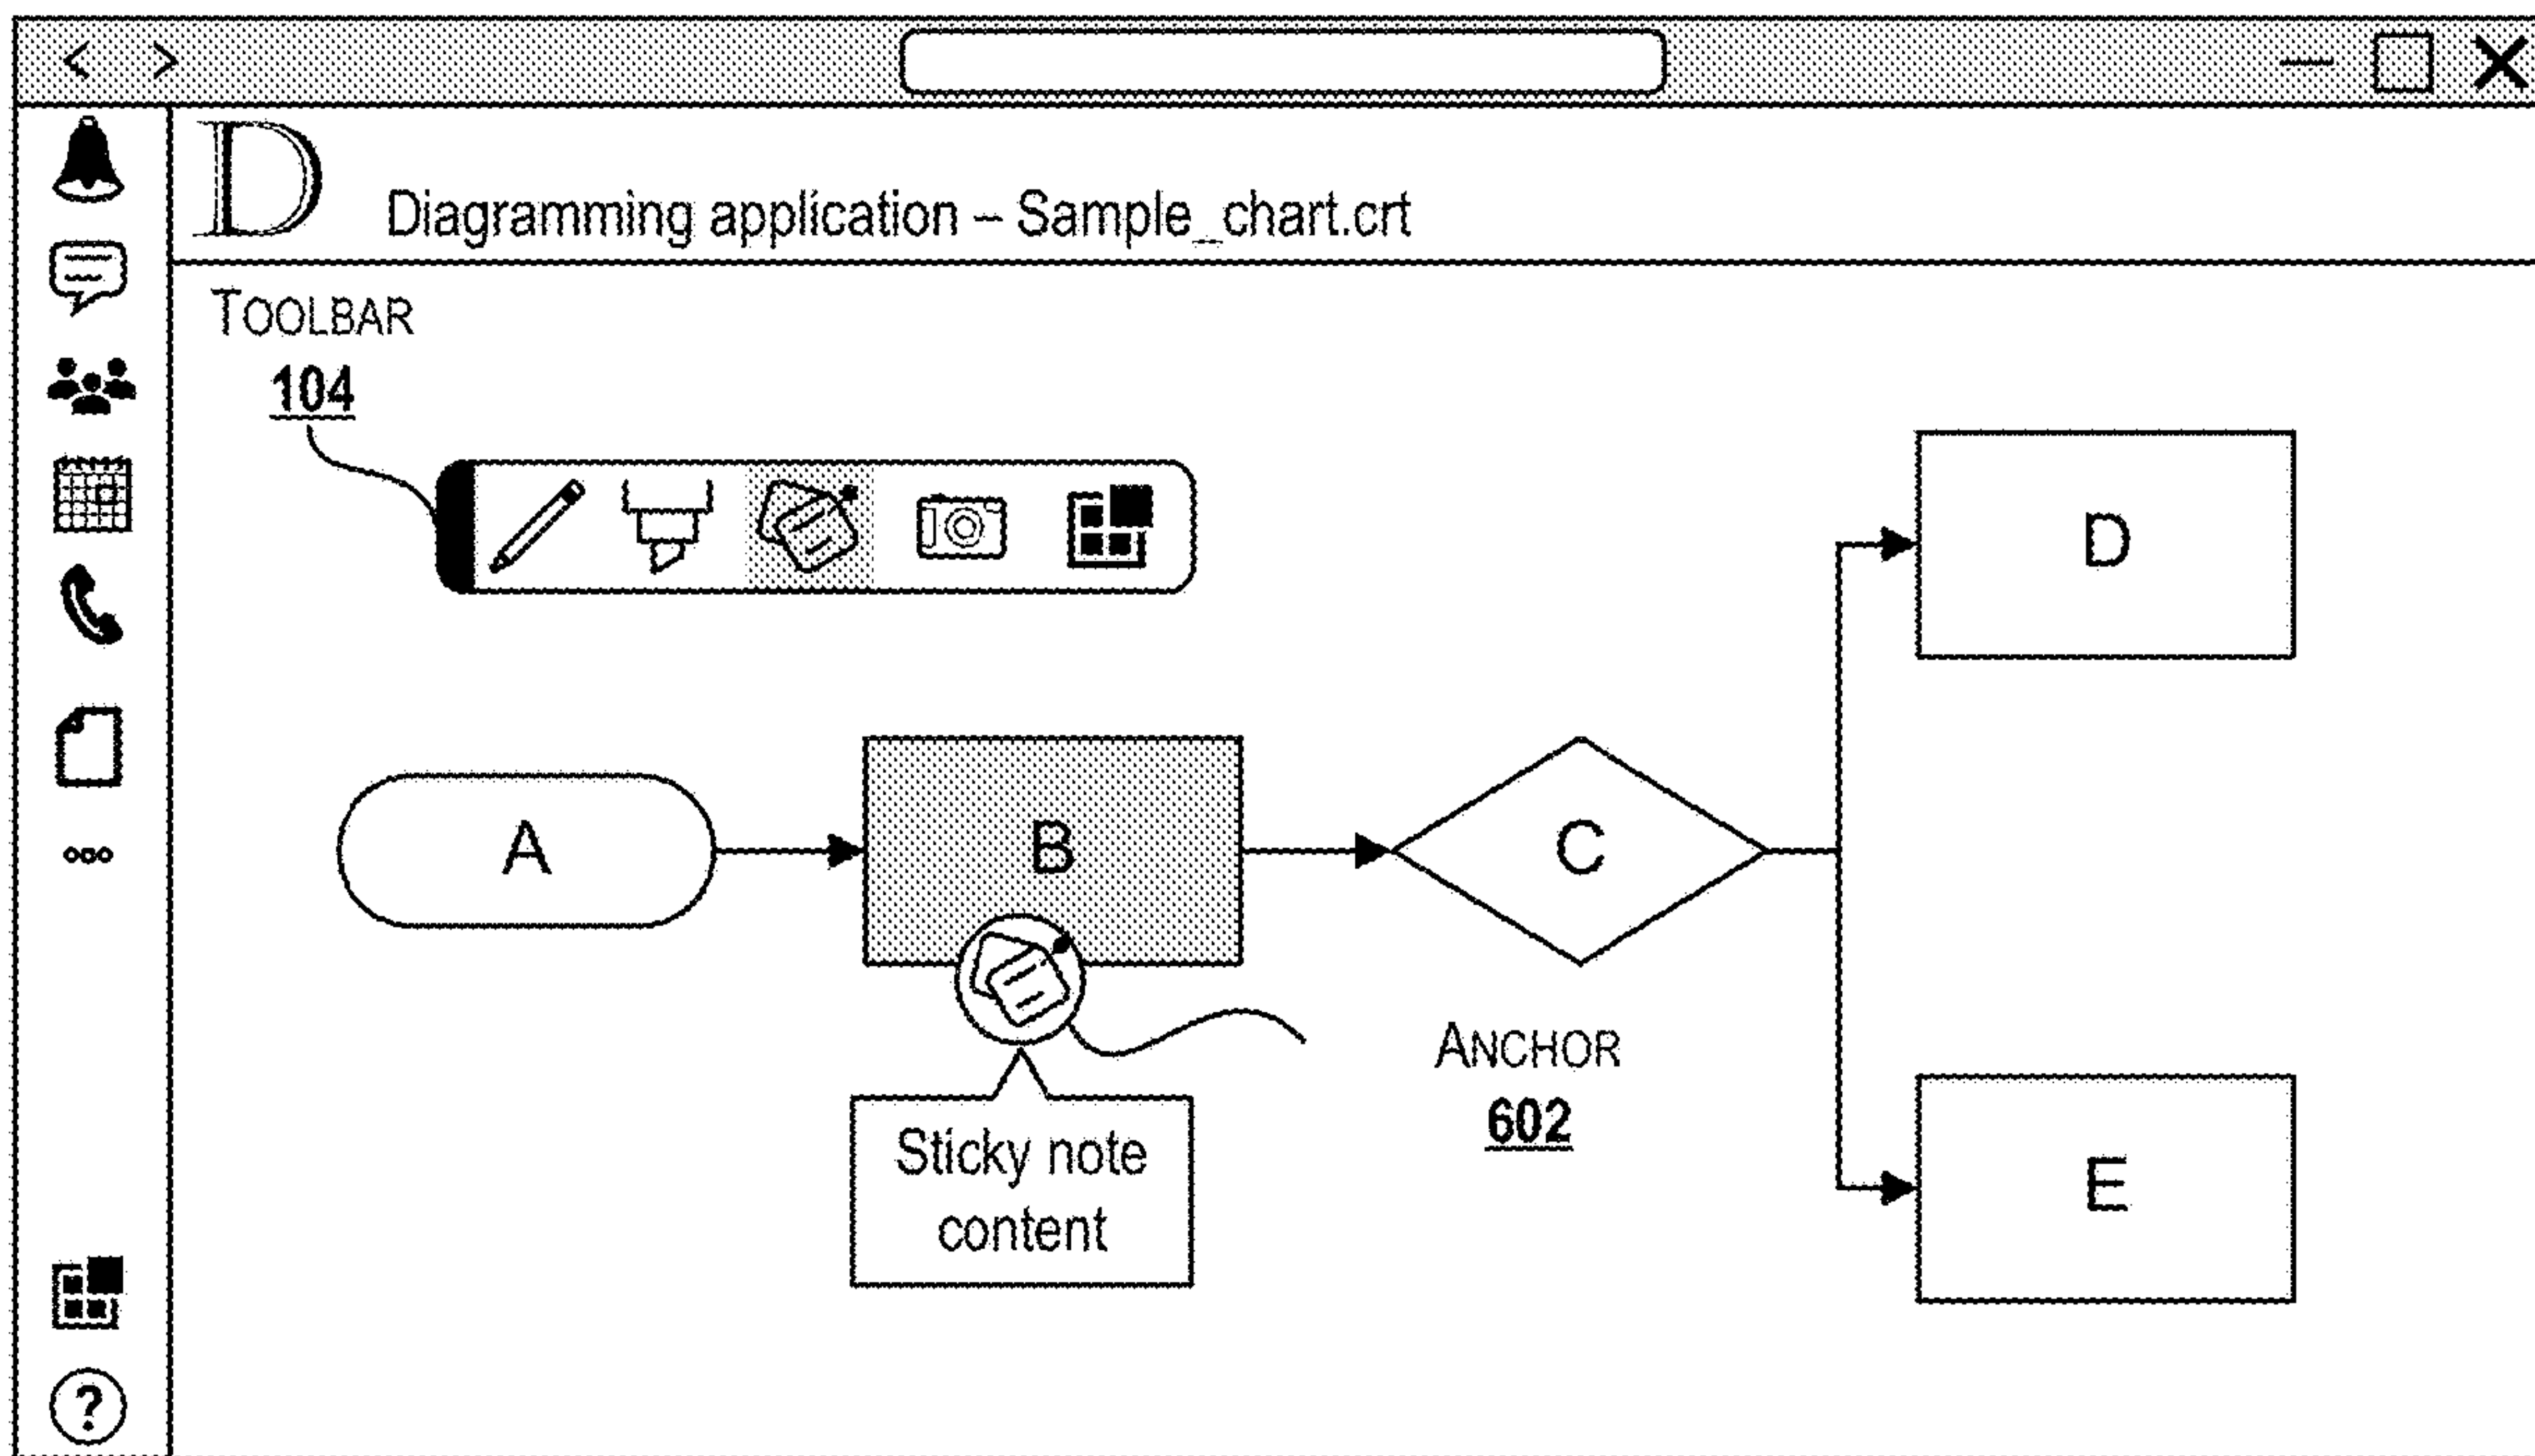 D
Diagramming application – Sample_chart.crt
TOOLBAR
104
D
A
B
C
ANCHOR
602
Sticky note
content
E
?